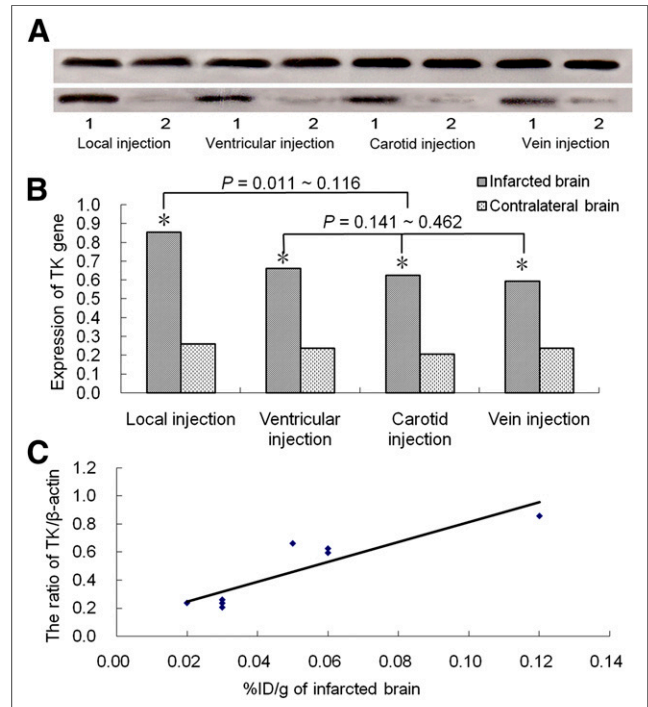 A
1 2 1 2 1 2 1 2
Local injection Ventricular injection Carotid injection Vein injection
B
P = 0.011 ~ 0.116
Infarcted brain
Contralateral brain
P = 0.141 ~ 0.462
Expression of TK gene
1.0
0.9
0.8
0.7
0.6
0.5
0.4
0.3
0.2
0.1
0.0
* * * *
Local injection Ventricular injection Carotid injection Vein injection
C
The ratio of TK/β-actin
1.2
1.0
0.8
0.6
0.4
0.2
0.0
0.00 0.02 0.04 0.06 0.08 0.10 0.12 0.14
%ID/g of infarcted brain